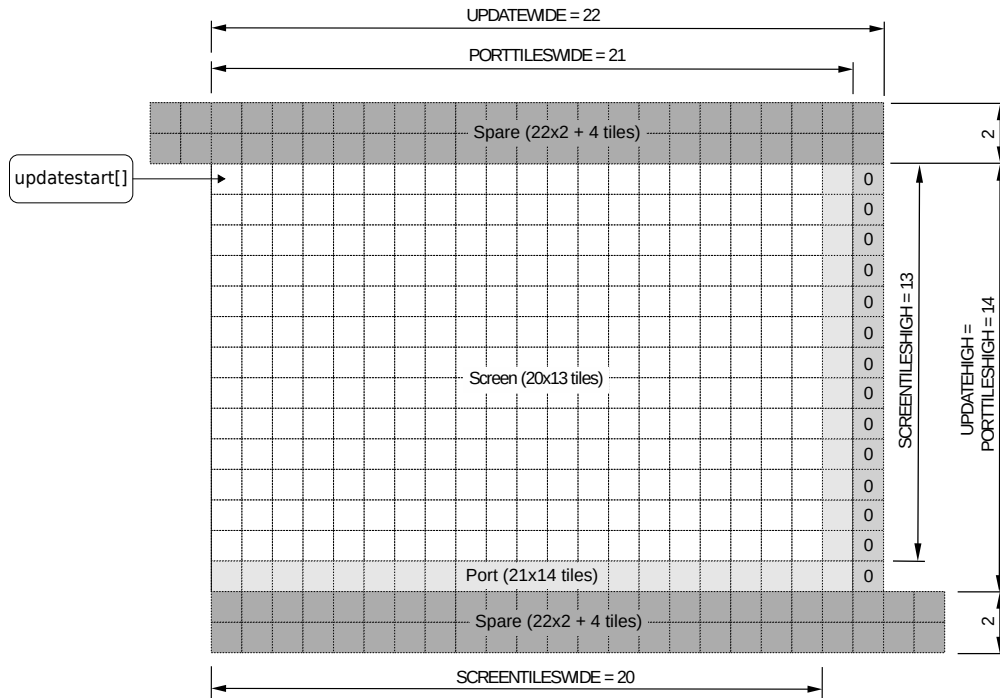 UPDATEWIDE = 22
PORTTILESWIDE = 21
Spare (22x2 + 4 tiles)
2
updatestart[]
0
0
0
0
0
0
0
0
0
0
0
0
0
0
SCREENTILESHIGH = 13
UPDATEHIGH =
PORTTILESHIGH = 14
Screen (20x13 tiles)
Port (21x14 tiles)
Spare (22x2 + 4 tiles)
2
SCREENTILESWIDE = 20